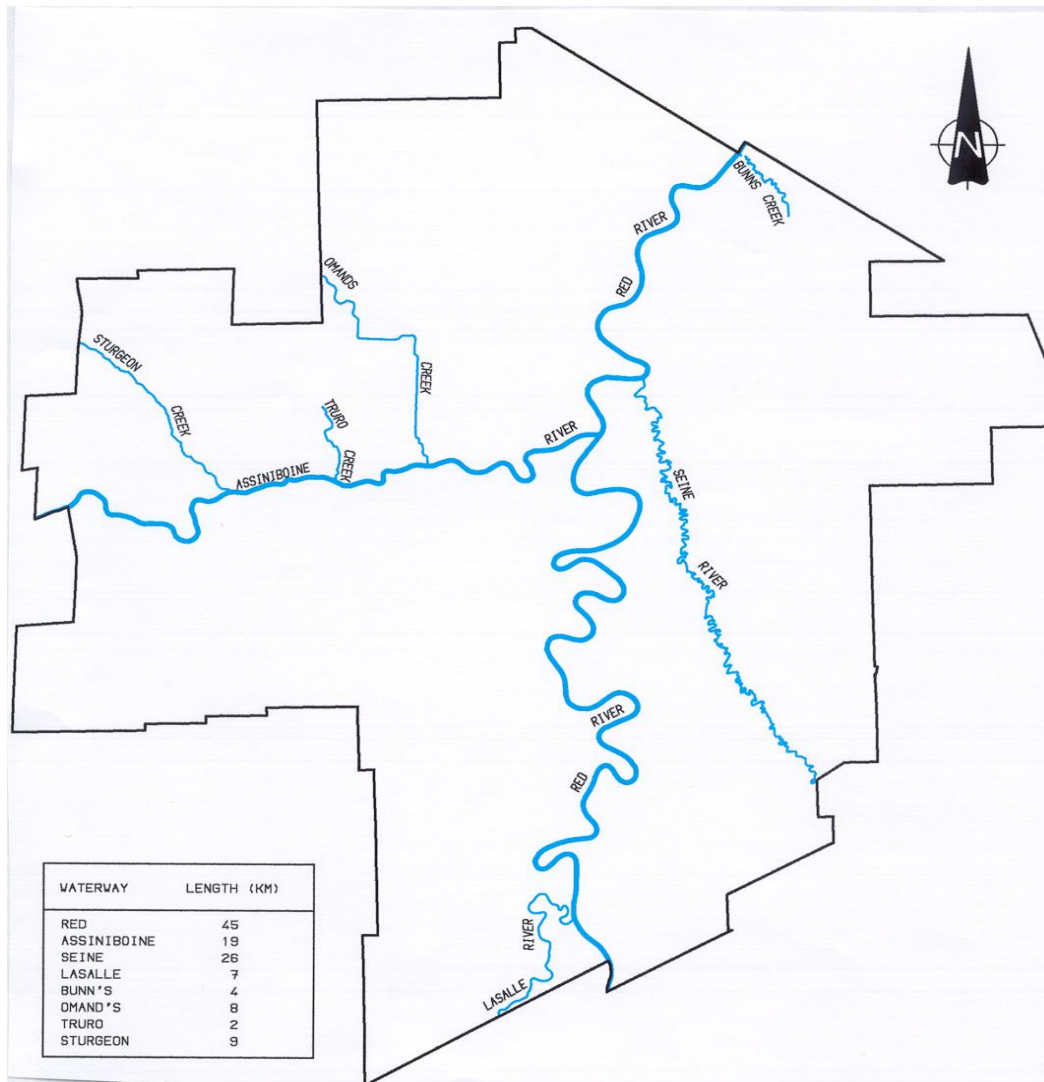 N
BUNNS
CREEK
RIVER
RED
OMANDS
CREEK
STURGEON
CREEK
TRURO
CREEK
ASSINIBOINE
RIVER
SEINE
RIVER
RIVER
RED
RIVER
LASALLE
WATERWAY LENGTH (KM)
RED 45
ASSINIBOINE 19
SEINE 26
LASALLE 7
BUNN'S 4
OMAND'S 8
TRURO 2
STURGEON 9